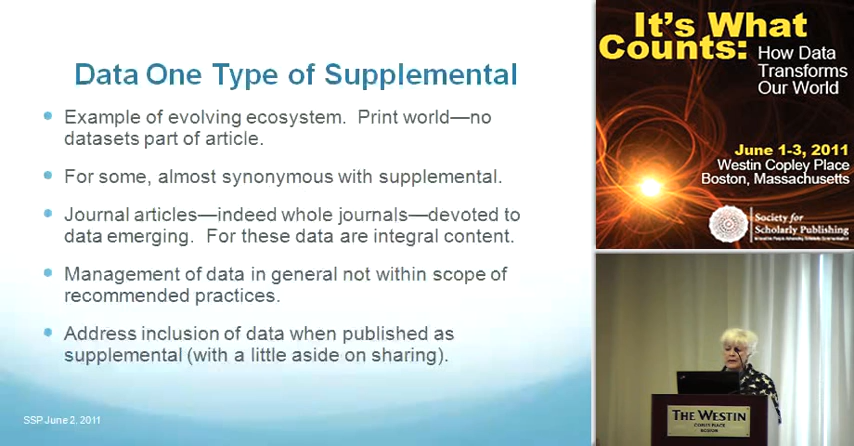 Data One Type of Supplemental
Example of evolving ecosystem. Print world—no
datasets part of article.
For some, almost synonymous with supplemental.
Journal articles—indeed whole journals—devoted to
data emerging. For these data are integral content.
Management of data in general not within scope of
recommended practices.
Address inclusion of data when published as
supplemental (with a little aside on sharing).
SSP June 2, 2011
It's What
Counts:
How Data
Transforms
Our World
June 1-3, 2011
Westin Copley Place
Boston, Massachusetts
Society for
Scholarly Publishing
THE WESTIN
COPLEY PLACE
BOSTON